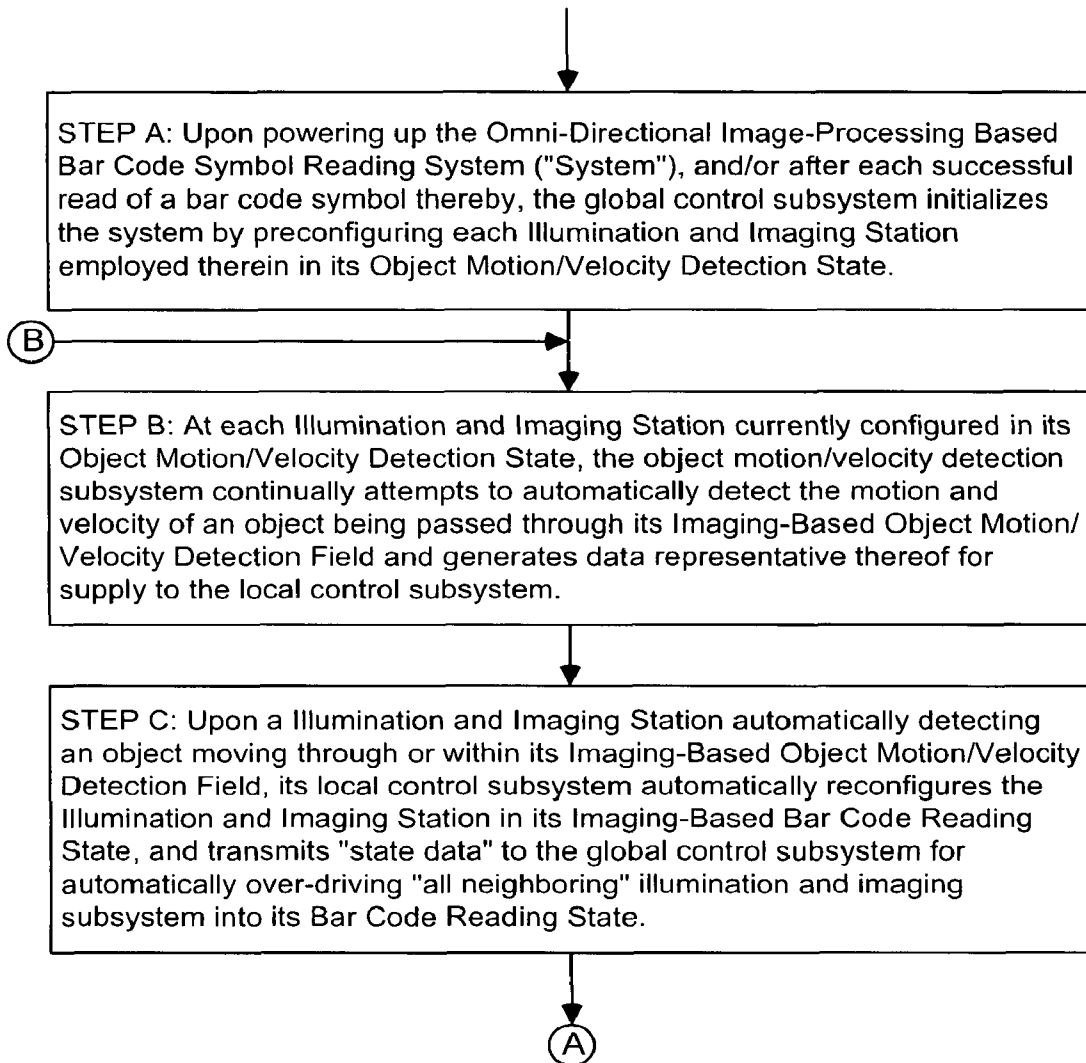 STEP A: Upon powering up the Omni-Directional Image-Processing Based
Bar Code Symbol Reading System ("System"), and/or after each successful
read of a bar code symbol thereby, the global control subsystem initializes
the system by preconfiguring each Illumination and Imaging Station
employed therein in its Object Motion/Velocity Detection State.
B
STEP B: At each Illumination and Imaging Station currently configured in its
Object Motion/Velocity Detection State, the object motion/velocity detection
subsystem continually attempts to automatically detect the motion and
velocity of an object being passed through its Imaging-Based Object Motion/
Velocity Detection Field and generates data representative thereof for
supply to the local control subsystem.
STEP C: Upon a Illumination and Imaging Station automatically detecting
an object moving through or within its Imaging-Based Object Motion/Velocity
Detection Field, its local control subsystem automatically reconfigures the
Illumination and Imaging Station in its Imaging-Based Bar Code Reading
State, and transmits "state data" to the global control subsystem for
automatically over-driving "all neighboring" illumination and imaging
subsystem into its Bar Code Reading State.
A